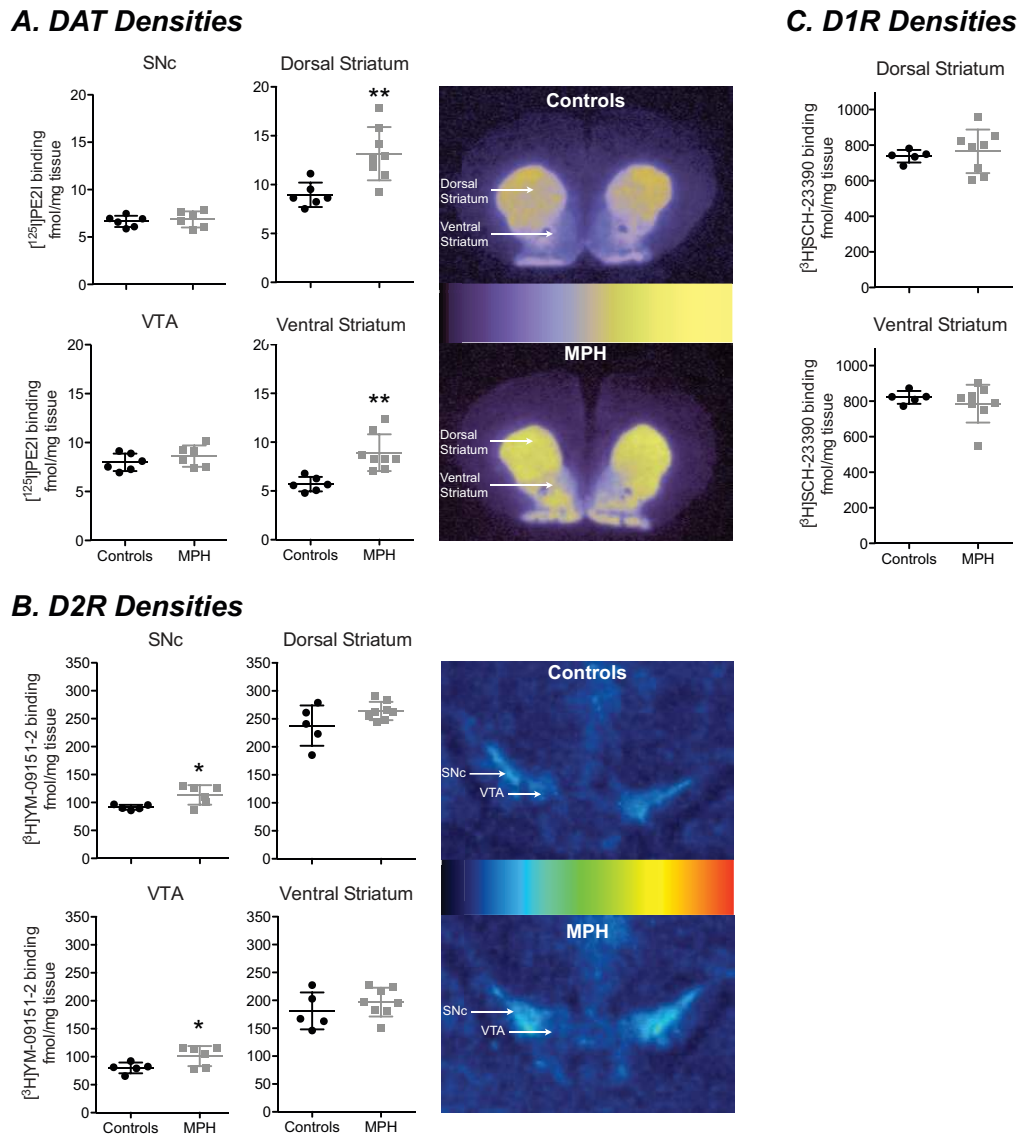 A. DAT Densities
SNc
20
15
10
5
0
[¹²⁵I]PE2I binding
fmol/mg tissue
Dorsal Striatum
20
15
10
5
0
**
VTA
20
15
10
5
0
[¹²⁵I]PE2I binding
fmol/mg tissue
Controls
MPH
Ventral Striatum
20
15
10
5
0
**
Controls
MPH
Controls
Dorsal
Striatum
Ventral
Striatum
MPH
Dorsal
Striatum
Ventral
Striatum
C. D1R Densities
Dorsal Striatum
1000
800
600
400
200
0
[³H]SCH-23390 binding
fmol/mg tissue
Ventral Striatum
1000
800
600
400
200
0
[³H]SCH-23390 binding
fmol/mg tissue
Controls
MPH
B. D2R Densities
SNc
350
300
250
200
150
100
50
0
[³H]YM-09151-2 binding
fmol/mg tissue
*
Dorsal Striatum
350
300
250
200
150
100
50
0
VTA
350
300
250
200
150
100
50
0
[³H]YM-09151-2 binding
fmol/mg tissue
*
Controls
MPH
Ventral Striatum
350
300
250
200
150
100
50
0
Controls
MPH
Controls
SNc
VTA
MPH
SNc
VTA